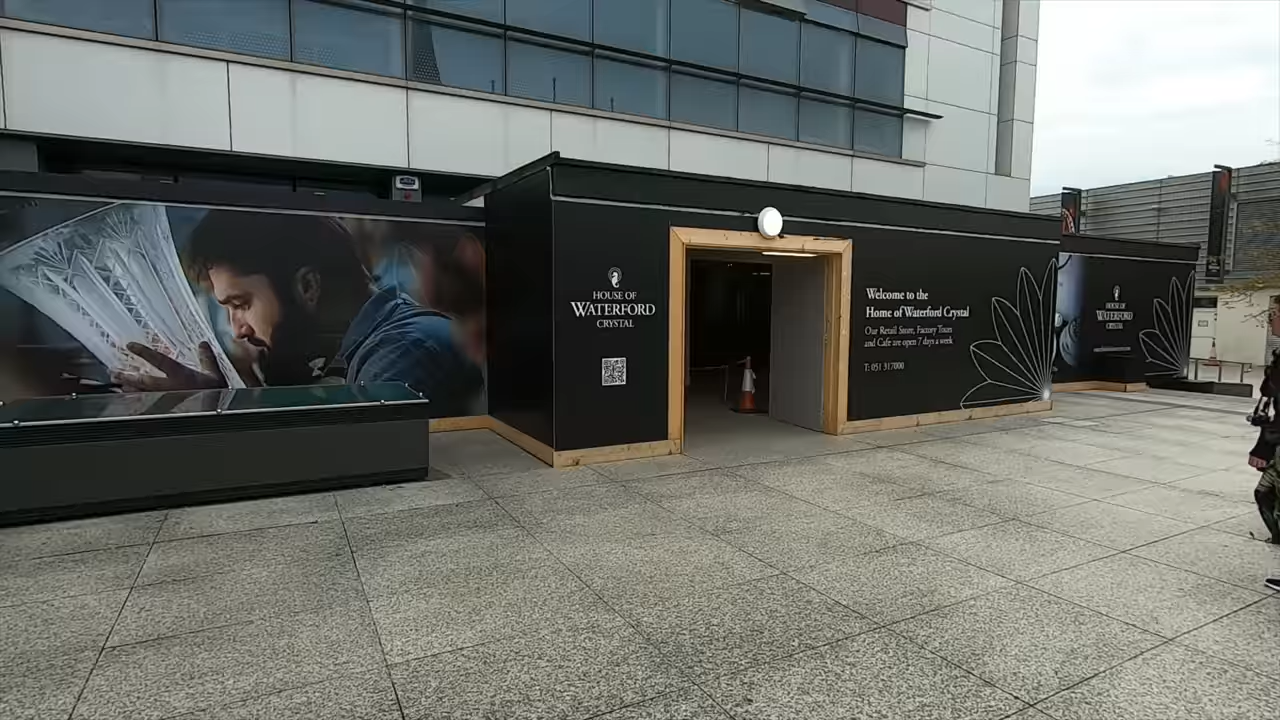 HOUSE OF
WATERFORD
CRYSTAL
Welcome to the
Home of Waterford Crystal
Our Retail Store, Factory Tours
and Cafe are open 7 days a week
T: 051 317000
HOUSE OF
WATERFORD
CRYSTAL